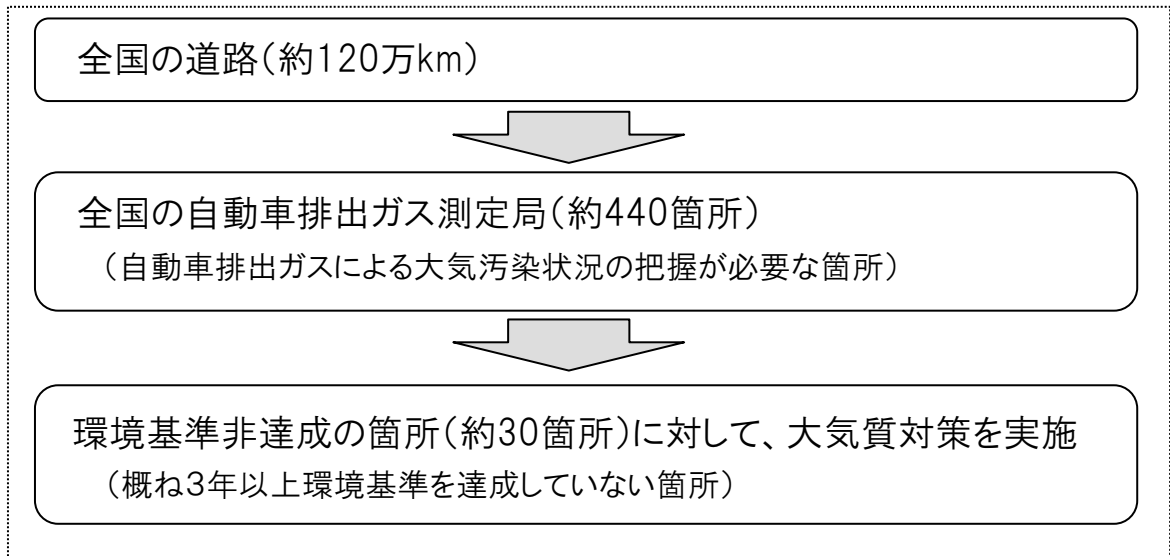 全国の道路（約120万km）
全国の自動車排出ガス測定局（約440箇所）
（自動車排出ガスによる大気汚染状況の把握が必要な箇所）
環境基準非達成の箇所（約30箇所）に対して、大気質対策を実施
（概ね３年以上環境基準を達成していない箇所）